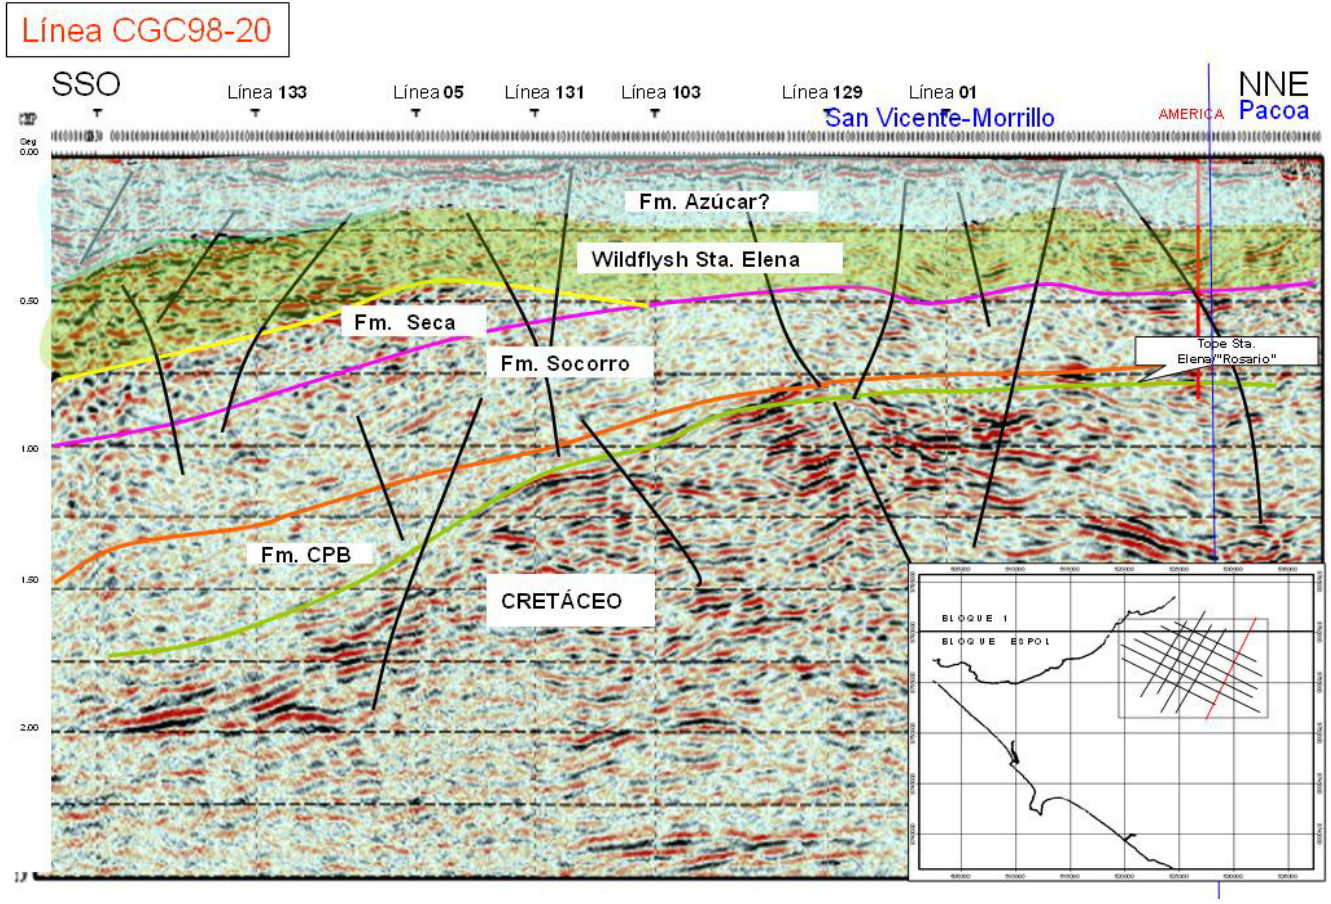 Línea CGC98-20
SSO
NNE
Línea 133
Línea 05
Línea 131
Línea 103
Línea 129
Línea 01
San Vicente-Morrillo
AMERICA
Pacoa
Seg
0.00
Fm. Azúcar?
Wildflysh Sta. Elena
0.50
Fm. Seca
Tope Sta.
Elena/"Rosario"
Fm. Socorro
1.00
Fm. CPB
1.50
CRETÁCEO
BLOQUE 1
BLOQUE ESPOL
2.00